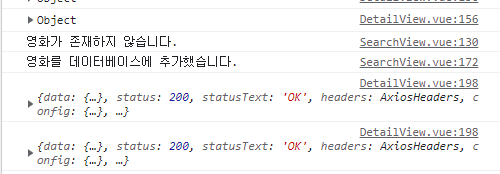 Object DetailView.vue:156
영화가 존재하지 않습니다. SearchView.vue:130
영화를 데이터베이스에 추가했습니다. SearchView.vue:172
DetailView.vue:198
{data: {…}, status: 200, statusText: 'OK', headers: AxiosHeaders, c
onfig: {…}, …}
DetailView.vue:198
{data: {…}, status: 200, statusText: 'OK', headers: AxiosHeaders, c
onfig: {…}, …}